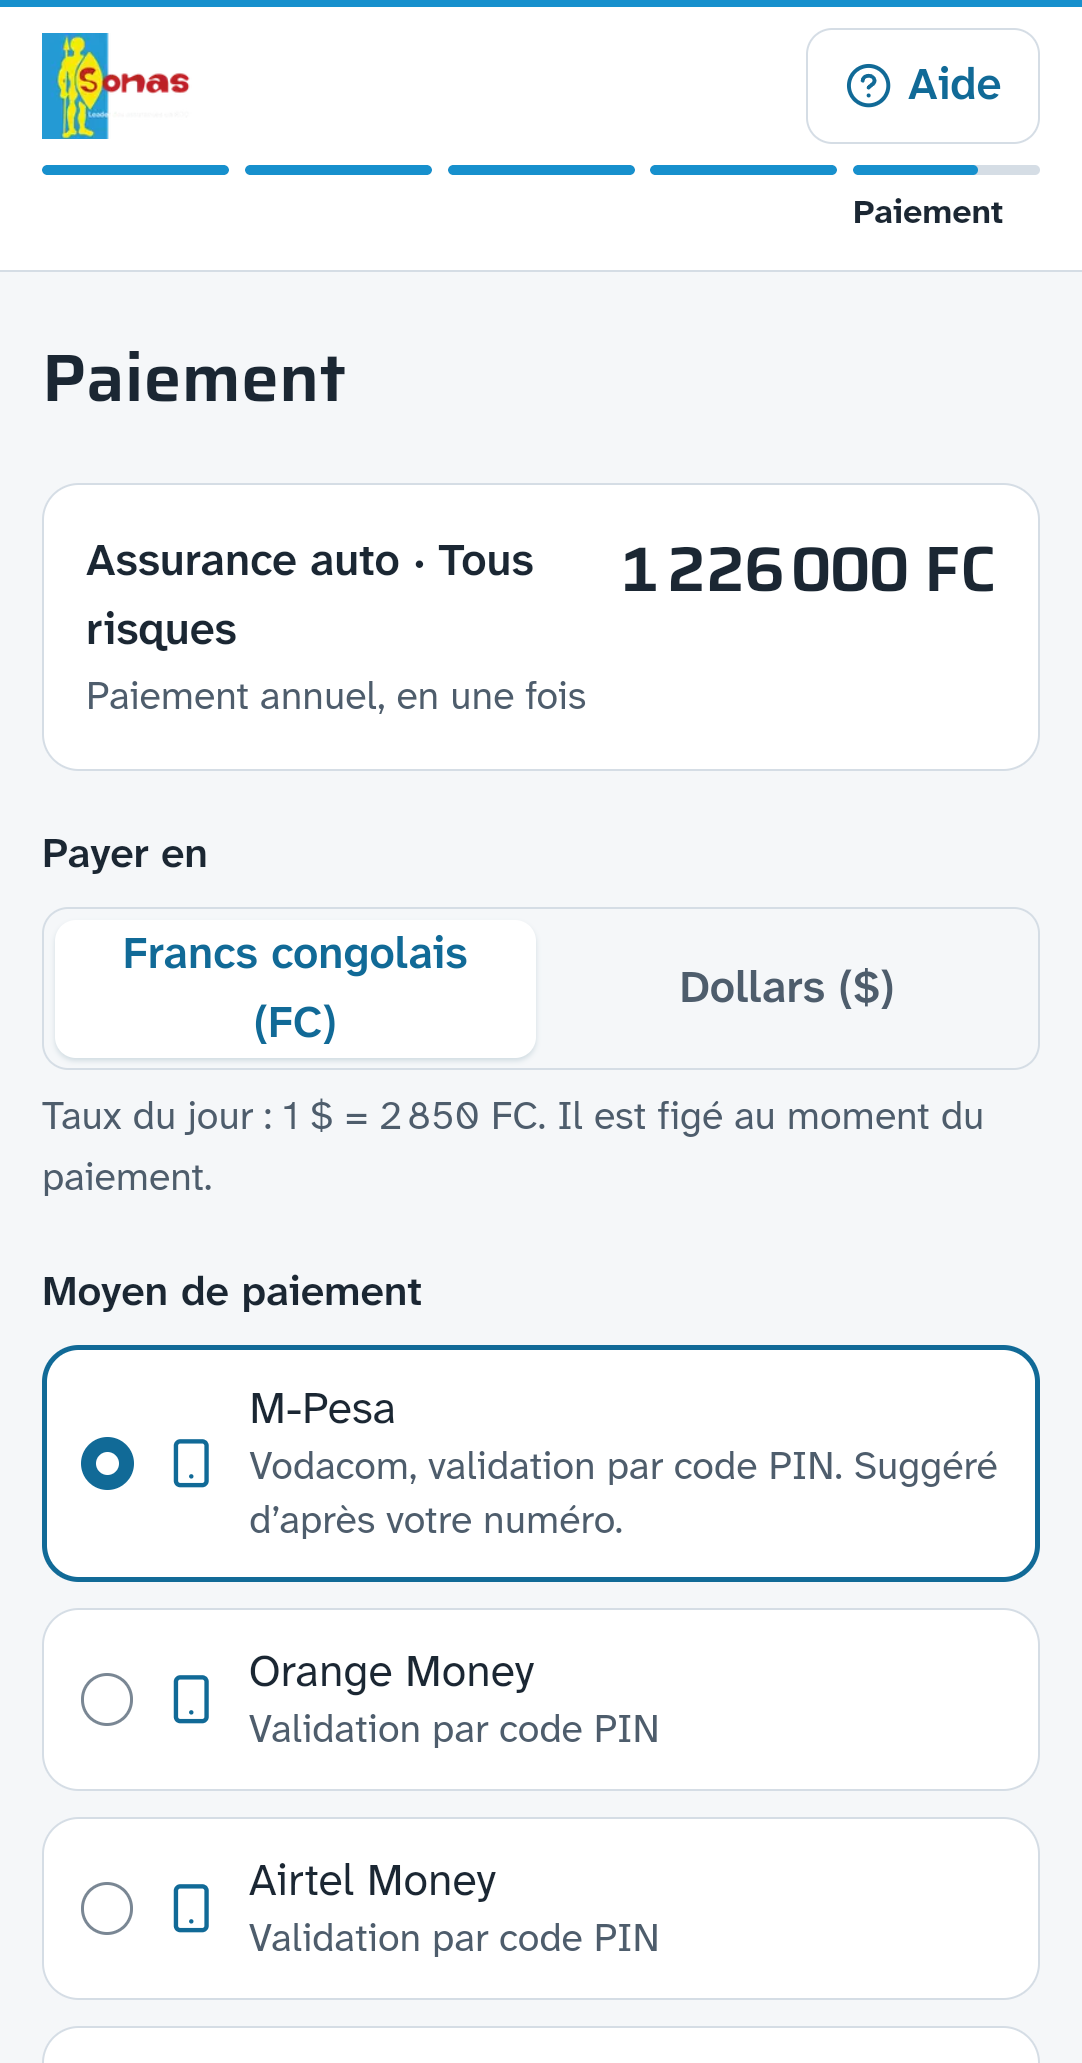 Sonas
Aide
Paiement
Paiement
Assurance auto · Tous
risques
1 226 000 FC
Paiement annuel, en une fois
Payer en
Francs congolais
(FC)
Dollars ($)
Taux du jour : 1 $ = 2 850 FC. Il est figé au moment du
paiement.
Moyen de paiement
M-Pesa
Vodacom, validation par code PIN. Suggéré
d’après votre numéro.
Orange Money
Validation par code PIN
Airtel Money
Validation par code PIN